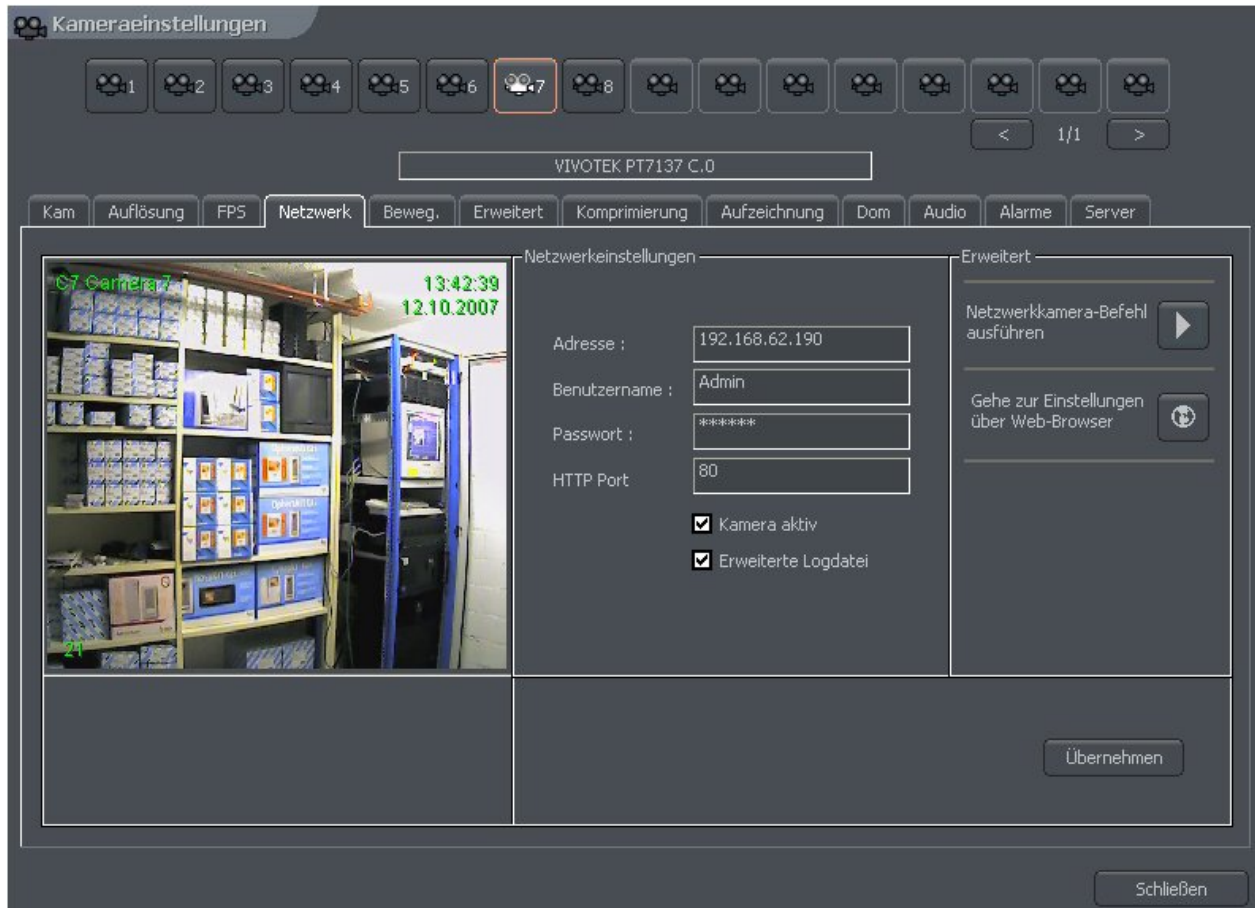 Kameraeinstellungen
1 2 3 4 5 6 7 8
< 1/1 >
VIVOTEK PT7137 C.0
Kam Auflösung FPS Netzwerk Beweg. Erweitert Komprimierung Aufzeichnung Dom Audio Alarme Server
C7 Camera 7
13:42:39
12.10.2007
21
Netzwerkeinstellungen
Adresse : 192.168.62.190
Benutzername : Admin
Passwort : ******
HTTP Port 80
Kamera aktiv
Erweiterte Logdatei
Erweitert
Netzwerkkamera-Befehl
ausführen
Gehe zur Einstellungen
über Web-Browser
Übernehmen
Schließen